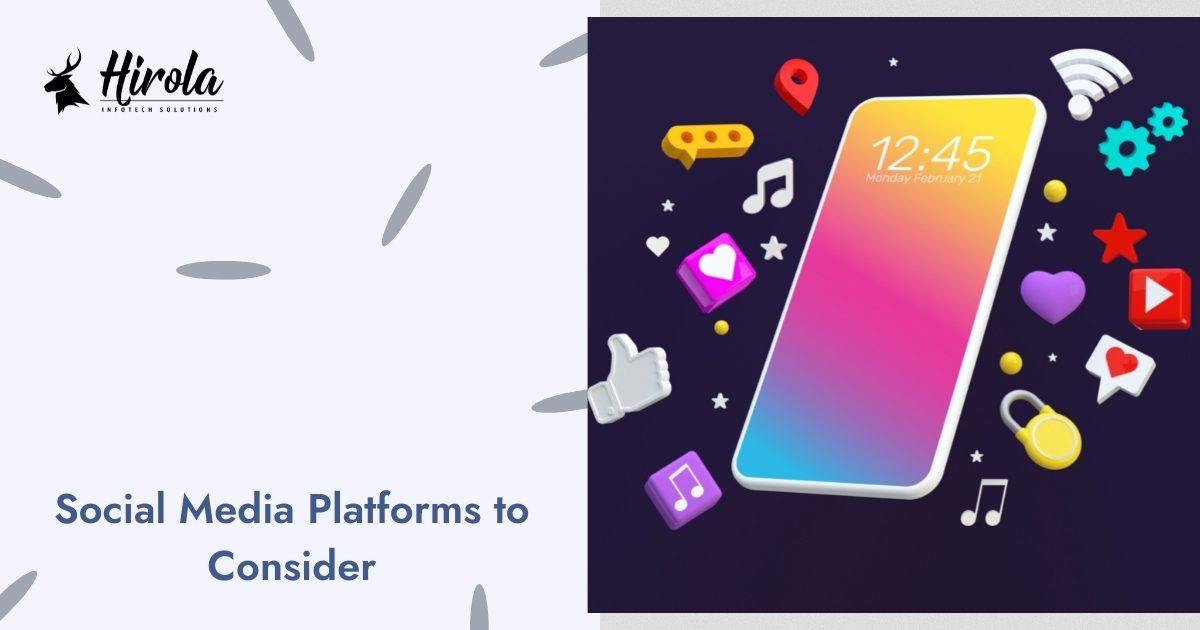 Hirola
INFOTECH SOLUTIONS
12:45
Monday February 21
Social Media Platforms to
Consider